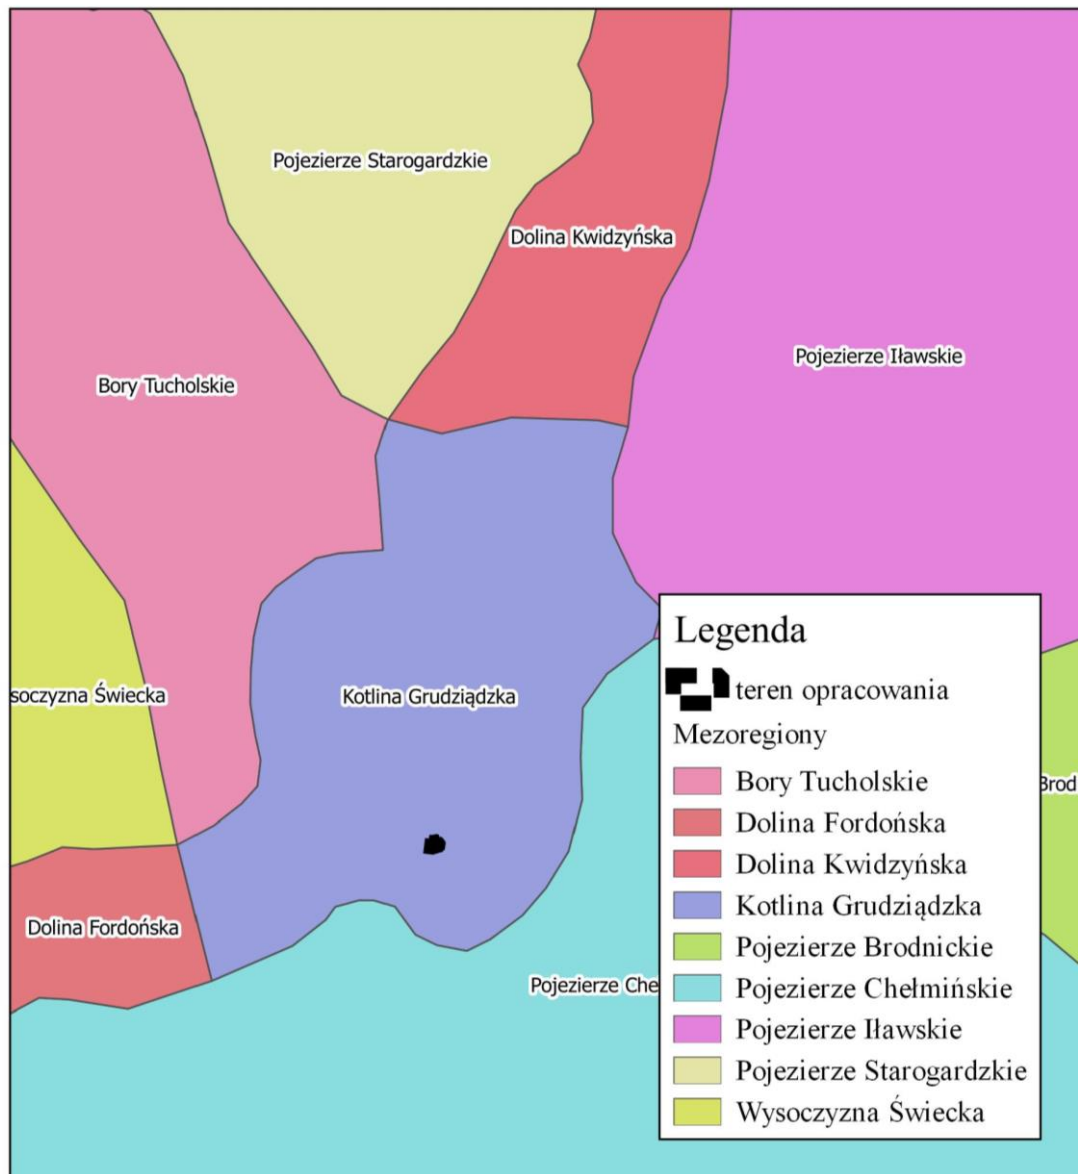 Pojezierze Starogardzkie
Dolina Kwidzyńska
Pojezierze Iławskie
Bory Tucholskie
soczyzna Świecka
Kotlina Grudziądzka
Dolina Fordońska
Pojezierze Che
Brod
Legenda
teren opracowania
Mezoregiony
Bory Tucholskie
Dolina Fordońska
Dolina Kwidzyńska
Kotlina Grudziądzka
Pojezierze Brodnickie
Pojezierze Chełmińskie
Pojezierze Iławskie
Pojezierze Starogardzkie
Wysoczyzna Świecka